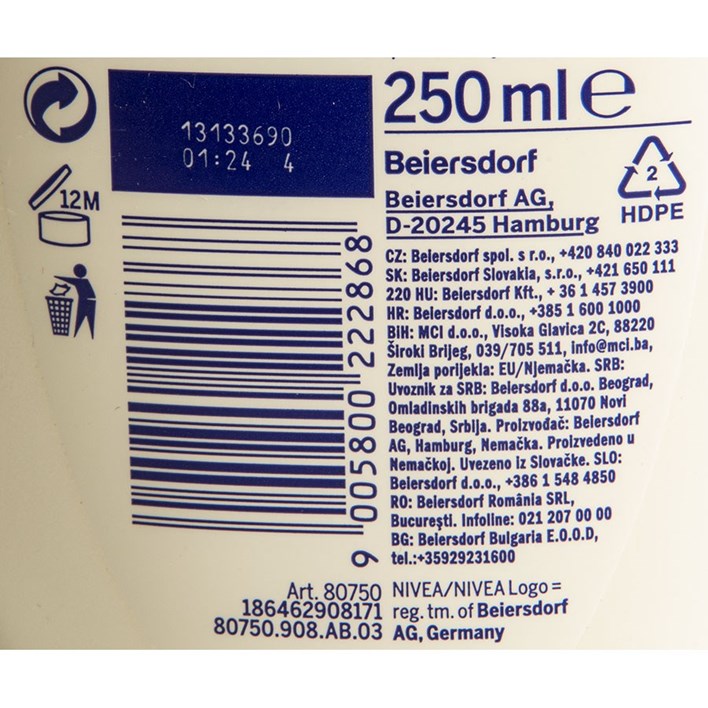 13133690
01:24 4
12M
9 005800 222868
250 ml e
Beiersdorf
Beiersdorf AG,
D-20245 Hamburg
2
HDPE
CZ: Beiersdorf spol. s r.o., +420 840 022 333
SK: Beiersdorf Slovakia, s.r.o., +421 650 111
220 HU: Beiersdorf Kft., + 36 1 457 3900
HR: Beiersdorf d.o.o., +385 1 600 1000
BiH: MCI d.o.o., Visoka Glavica 2C, 88220
Široki Brijeg, 039/705 511, info@mci.ba,
Zemlja porijekla: EU/Njemačka. SRB:
Uvoznik za SRB: Beiersdorf d.o.o. Beograd,
Omladinskih brigada 88a, 11070 Novi
Beograd, Srbija. Proizvođač: Beiersdorf
AG, Hamburg, Nemačka. Proizvedeno u
Nemačkoj. Uvezeno iz Slovačke. SLO:
Beiersdorf d.o.o., +386 1 548 4850
RO: Beiersdorf România SRL,
București. Infoline: 021 207 00 00
BG: Beiersdorf Bulgaria E.O.O.D,
tel.:+35929231600
Art. 80750
186462908171
80750.908.AB.03
NIVEA/NIVEA Logo =
reg. tm. of Beiersdorf
AG, Germany